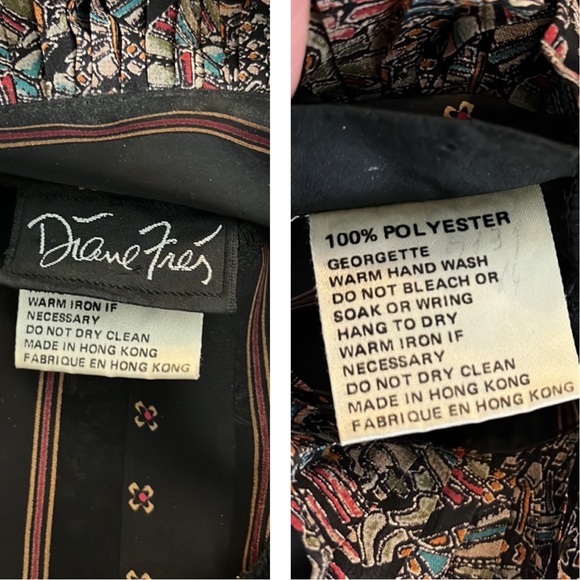 Diane Freś
WARM IRON IF
NECESSARY
DO NOT DRY CLEAN
MADE IN HONG KONG
FABRIQUE EN HONG KONG
100% POLYESTER
GEORGETTE
WARM HAND WASH
DO NOT BLEACH OR
SOAK OR WRING
HANG TO DRY
WARM IRON IF
NECESSARY
DO NOT DRY CLEAN
MADE IN HONG KONG
FABRIQUE EN HONG KONG